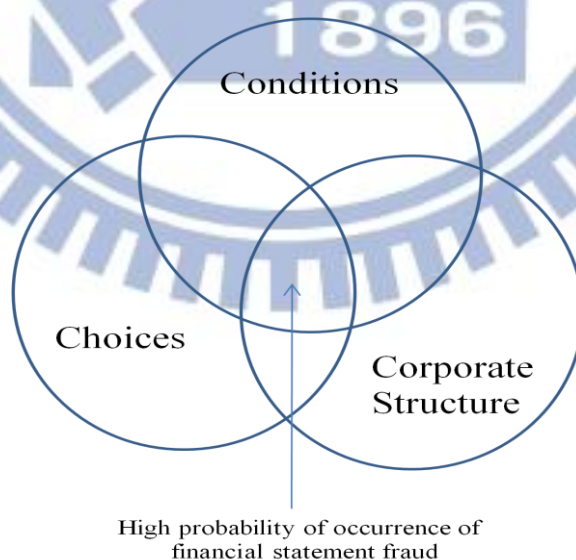 1896
Conditions
Choices
Corporate
Structure
High probability of occurrence of
financial statement fraud